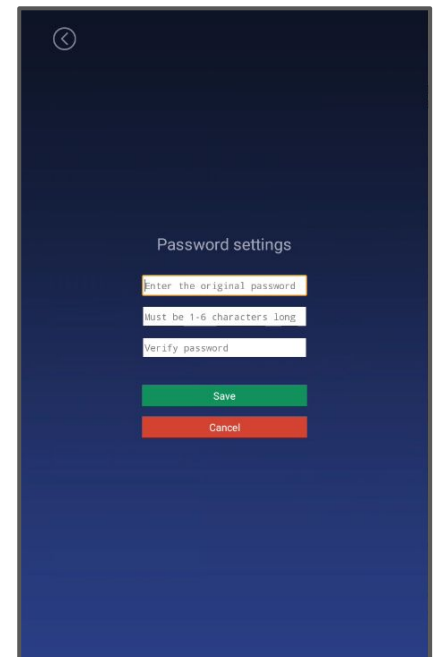 Password settings
Enter the original password
Must be 1-6 characters long
Verify password
Save
Cancel